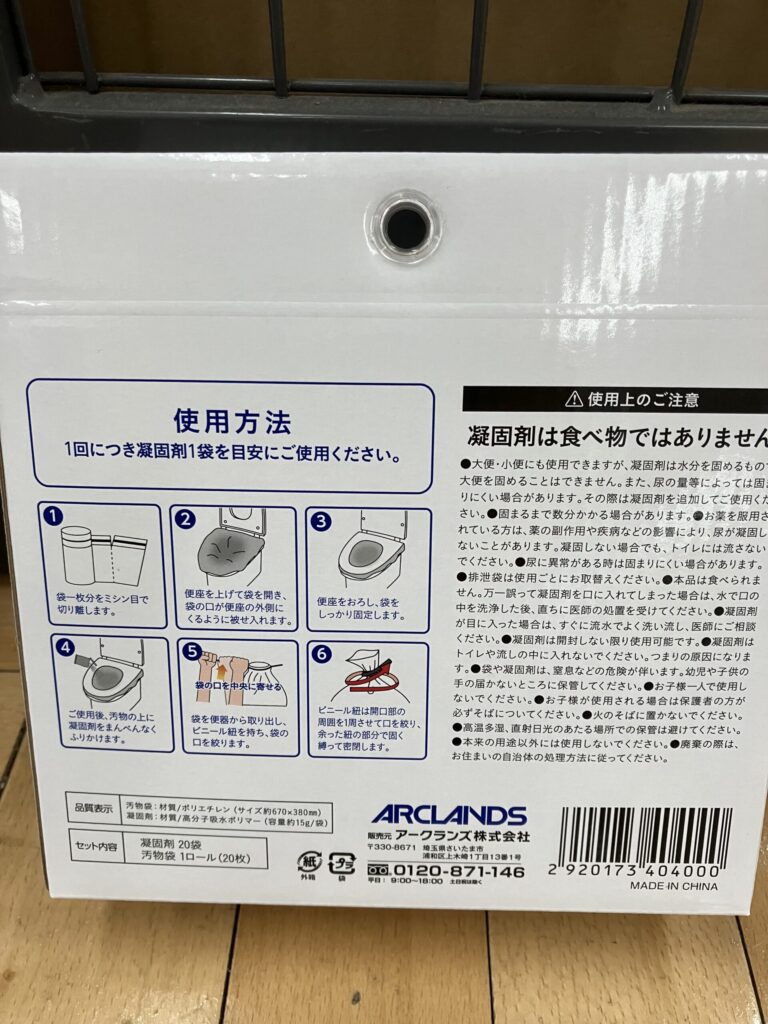 使用方法
1回につき凝固剤1袋を目安にご使用ください。
1
袋一枚分をミシン目で
切り離します。
2
便座を上げて袋を開き、
袋の口が便座の外側に
くるように被せ入れます。
3
便座をおろし、袋を
しっかり固定します。
4
ご使用後、汚物の上に
凝固剤をまんべんなく
ふりかけます。
5
袋の口を中央に寄せる
袋を便器から取り出し、
ビニール紐を持ち、袋の
口を絞ります。
6
ビニール紐は開口部の
周囲を1周させて口を絞り、
余った紐の部分で固く
縛って密閉します。
⚠使用上のご注意
凝固剤は食べ物ではありません
●大便・小便にも使用できますが、凝固剤は水分を固めるもので
大便を固めることはできません。また、尿の量等によっては固ま
りにくい場合があります。その際は凝固剤を追加してご使用くだ
さい。●固まるまで数分かかる場合があります。●お薬を服用さ
れている方は、薬の副作用や疾病などの影響により、尿が凝固し
ないことがあります。凝固しない場合でも、トイレには流さない
でください。●尿に異常がある時は固まりにくい場合があります。
●排泄袋は使用ごとにお取替えください。●本品は食べられま
せん。万一誤って凝固剤を口に入れてしまった場合は、水で口の
中を洗浄した後、直ちに医師の処置を受けてください。●凝固剤
が目に入った場合は、すぐに流水でよく洗い流し、医師にご相談
ください。●凝固剤は開封しない限り使用可能です。●凝固剤は
トイレや流しの中に入れないでください。つまりの原因になりま
す。●袋や凝固剤は、窒息などの危険が伴います。幼児や子供の
手の届かないところに保管してください。●お子様一人で使用し
ないでください。●お子様が使用される場合は保護者の方が
必ずそばについてください。●火のそばに置かないでください。
●高温多湿、直射日光のあたる場所での保管は避けてください。
●本来の用途以外には使用しないでください。●廃棄の際は、
お住まいの自治体の処理方法に従ってください。
品質表示
汚物袋：材質/ポリエチレン（サイズ約670×380㎜）
凝固剤：材質/高分子吸水ポリマー（容量約15g/袋）
セット内容
凝固剤 20袋
汚物袋 1ロール（20枚）
紙
外箱
プラ
袋
ARCLANDS
販売元 アークランズ株式会社
〒330-8671 埼玉県さいたま市
浦和区上木崎1丁目13番1号
0120-871-146
平日：9:00〜18:00 土日祝は除く
2 920173 404000
MADE IN CHINA